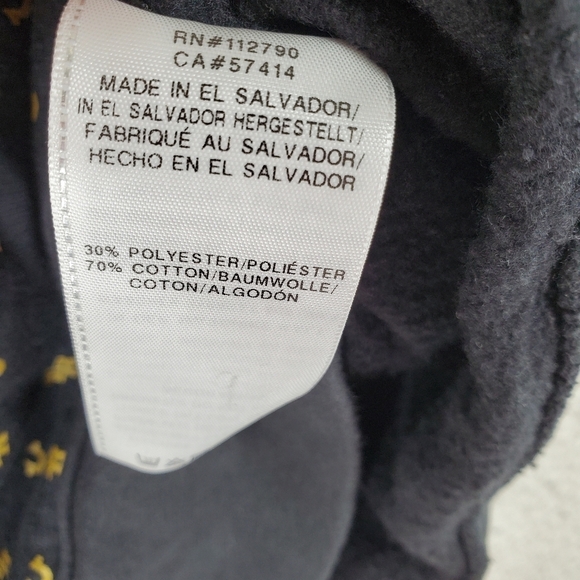 RN#112790
CA#57414
MADE IN EL SALVADOR/
IN EL SALVADOR HERGESTELLT/
FABRIQUÉ AU SALVADOR/
HECHO EN EL SALVADOR
30% POLYESTER/POLIÉSTER
70% COTTON/BAUMWOLLE/
COTON/ALGODÓN